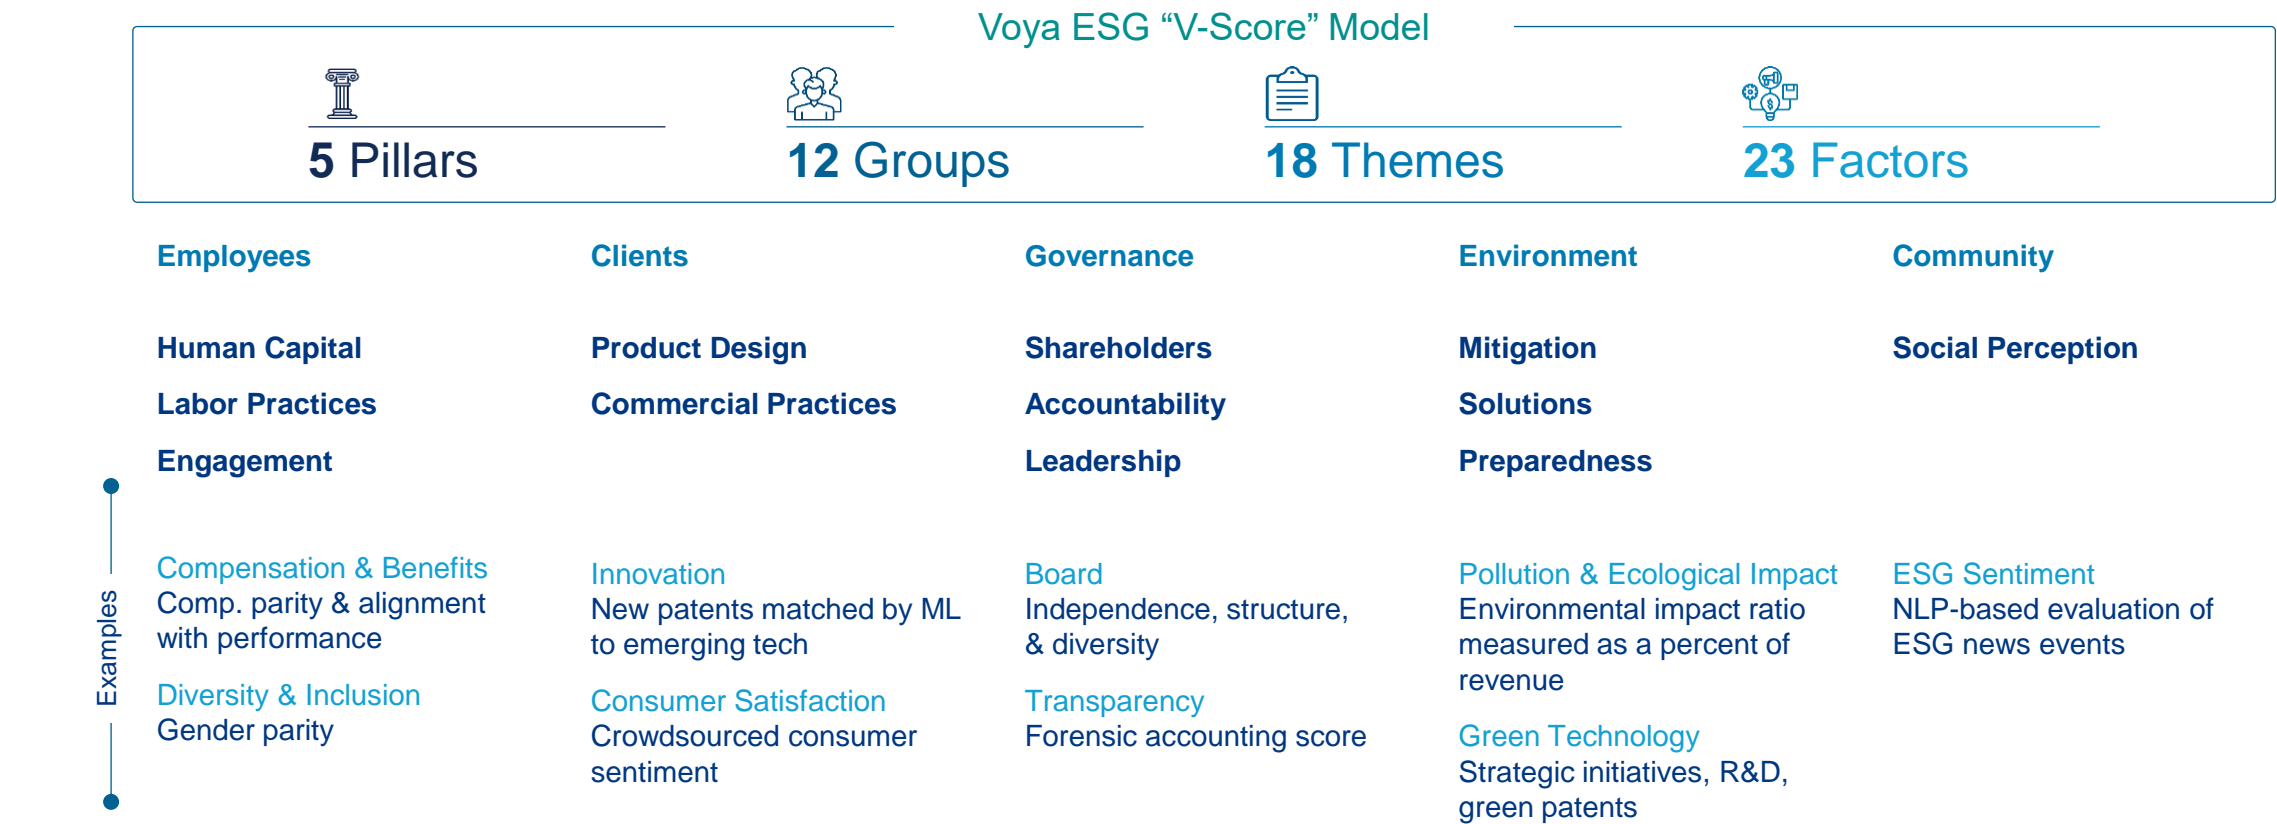 Voya ESG “V-Score” Model
5 Pillars
12 Groups
18 Themes
23 Factors
Employees
Clients
Governance
Environment
Community
Human Capital
Product Design
Shareholders
Mitigation
Social Perception
Labor Practices
Commercial Practices
Accountability
Solutions
Engagement
Leadership
Preparedness
Examples
Compensation & Benefits
Comp. parity & alignment
with performance
Diversity & Inclusion
Gender parity
Innovation
New patents matched by ML
to emerging tech
Consumer Satisfaction
Crowdsourced consumer
sentiment
Board
Independence, structure,
& diversity
Transparency
Forensic accounting score
Pollution & Ecological Impact
Environmental impact ratio
measured as a percent of
revenue
Green Technology
Strategic initiatives, R&D,
green patents
ESG Sentiment
NLP-based evaluation of
ESG news events